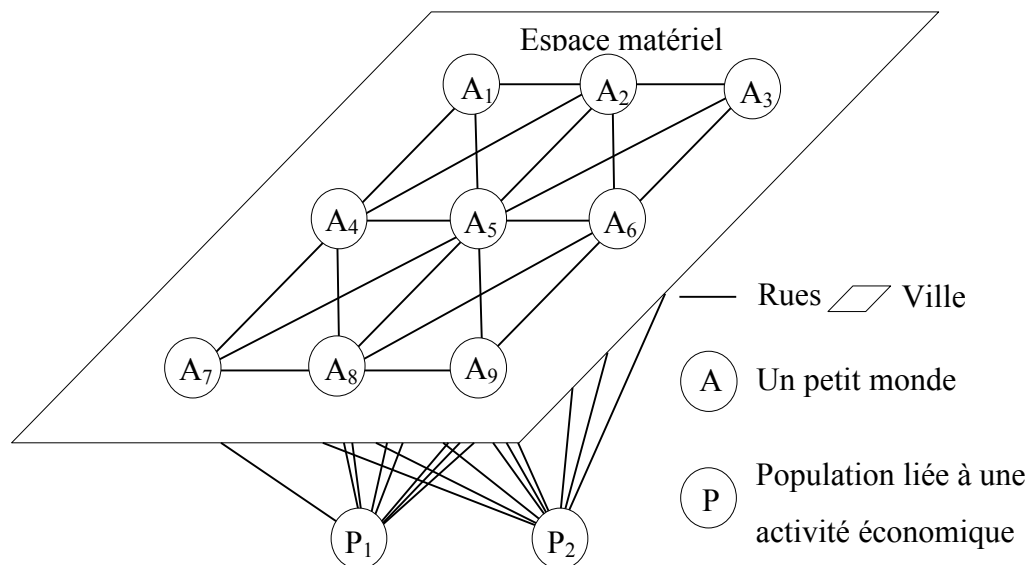 Espace matériel
A1 A2 A3
A4 A5 A6
A7 A8 A9
P1 P2
Rues Ville
A Un petit monde
P Population liée à une
activité économique